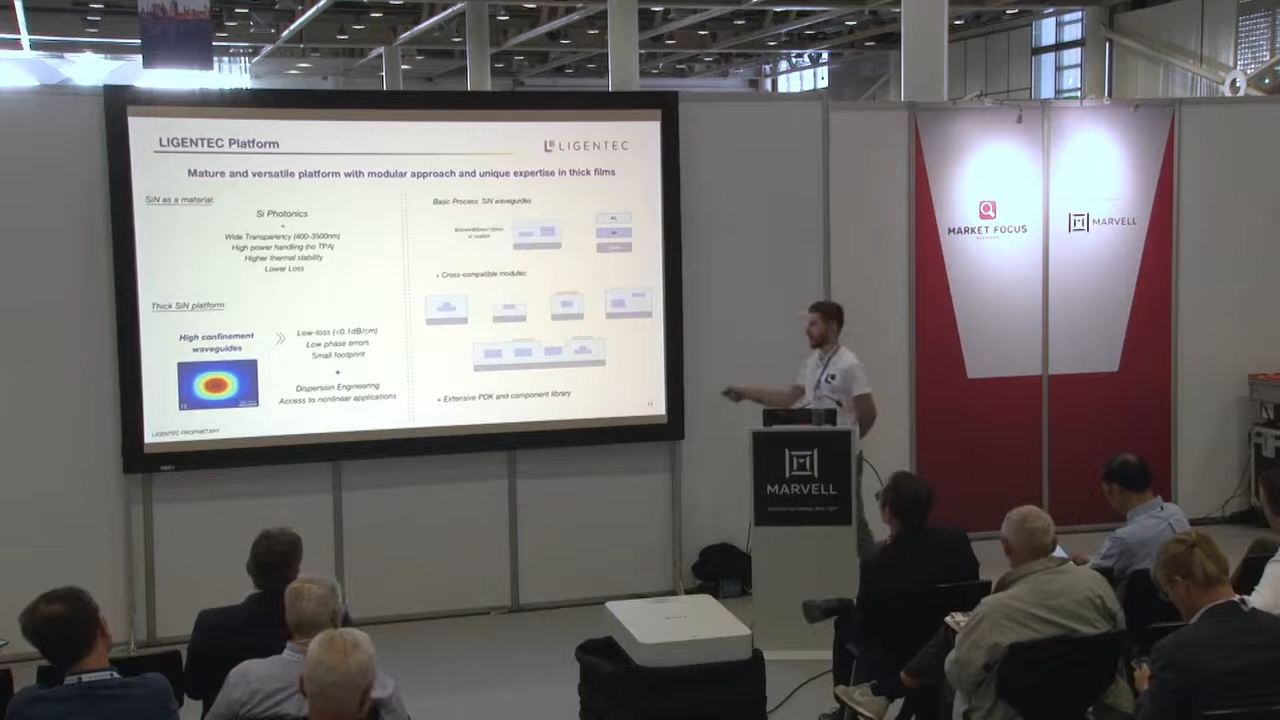 LIGENTEC Platform
LIGENTEC
Mature and versatile platform with modular approach and unique expertise in thick films
SiN as a material:
Si Photonics
+
Wide Transparency (400-3500nm)
High power handling (no TPA)
Higher thermal stability
Lower Loss
Thick SiN platform:
High confinement
waveguides
Low-loss (<0.1dB/cm)
Low phase errors
Small footprint
+
Dispersion Engineering
Access to nonlinear applications
LIGENTEC PROPRIETARY
Basic Process: SiN waveguides
or custom
+ Cross-compatible modules:
+ Extensive PDK and component library
11
MARKET FOCUS
MARVELL
MARVELL